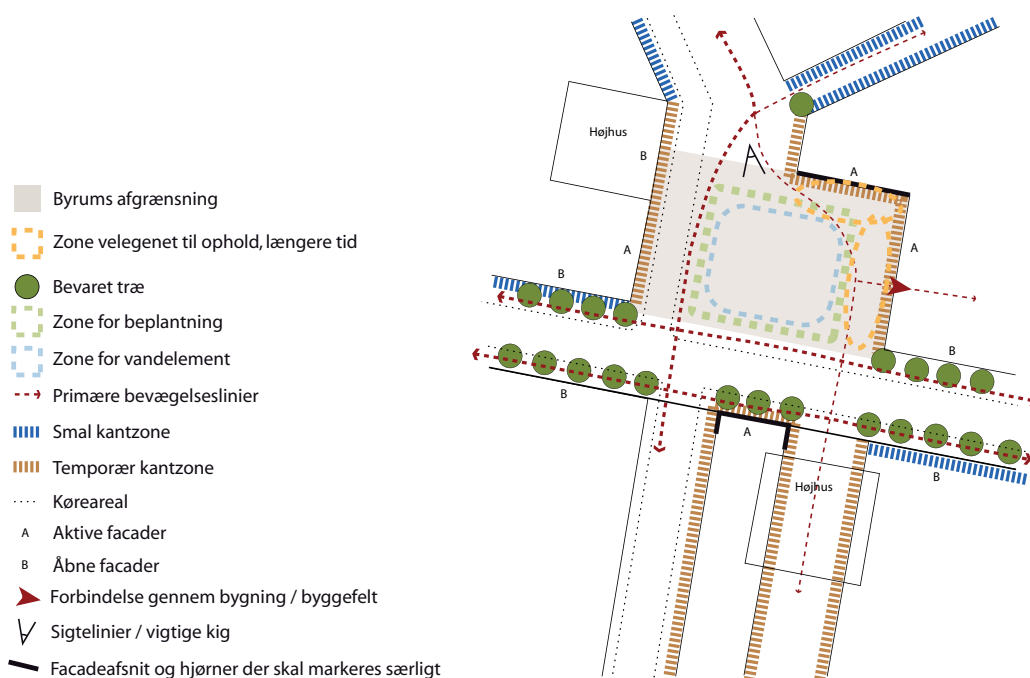 Byrums afgrænsning
Zone velegenet til ophold, længere tid
Bevaret træ
Zone for beplantning
Zone for vandelement
Primære bevægelseslinier
Smal kantzone
Temporær kantzone
Køreareal
A Aktive facader
B Åbne facader
Forbindelse gennem bygning / byggefelt
Sigtelinier / vigtige kig
Facadeafsnit og hjørner der skal markeres særligt
Højhus
B
A
A
A
B
B
B
B
A
Højhus
B